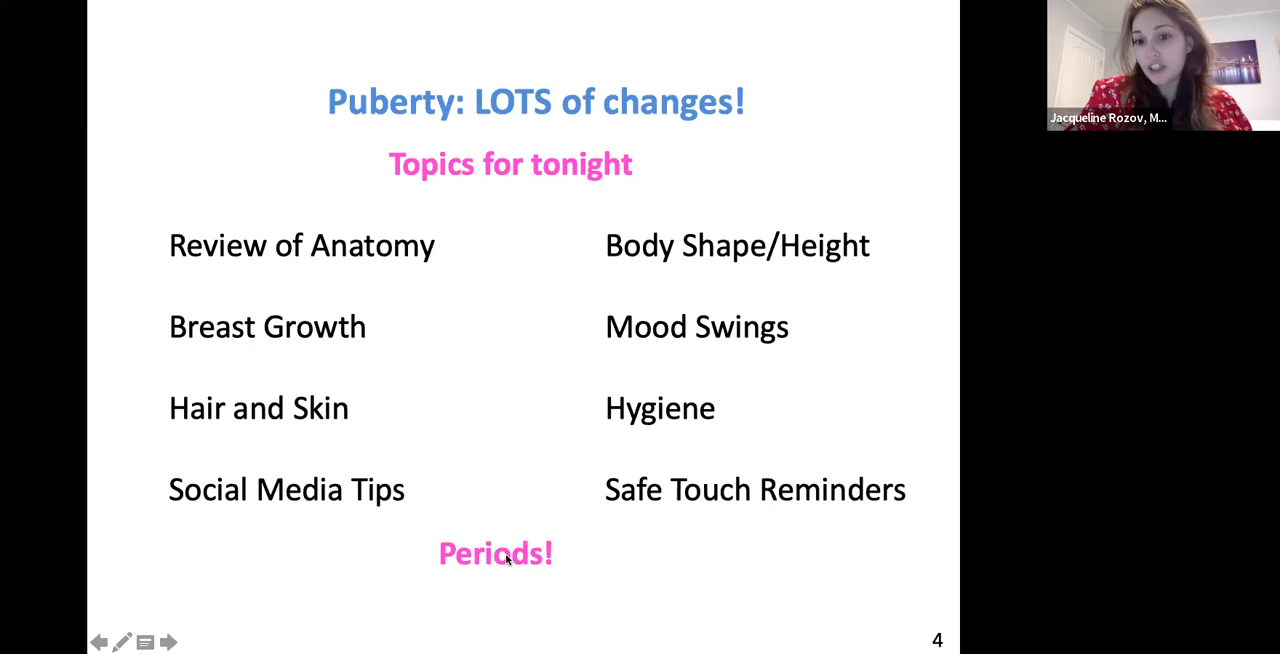 Puberty: LOTS of changes!
Topics for tonight
Review of Anatomy
Body Shape/Height
Breast Growth
Mood Swings
Hair and Skin
Hygiene
Social Media Tips
Safe Touch Reminders
Periods!
4
Jacqueline Rozov, M...